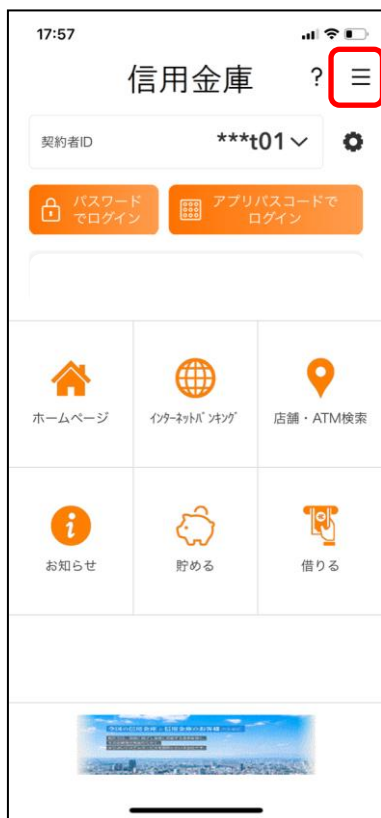 17:57
信用金庫 ?
契約者ID ***t01
パスワード
でログイン
アプリパスコードで
ログイン
ホームページ
インターネットバンキング
店舗・ATM検索
お知らせ
貯める
借りる